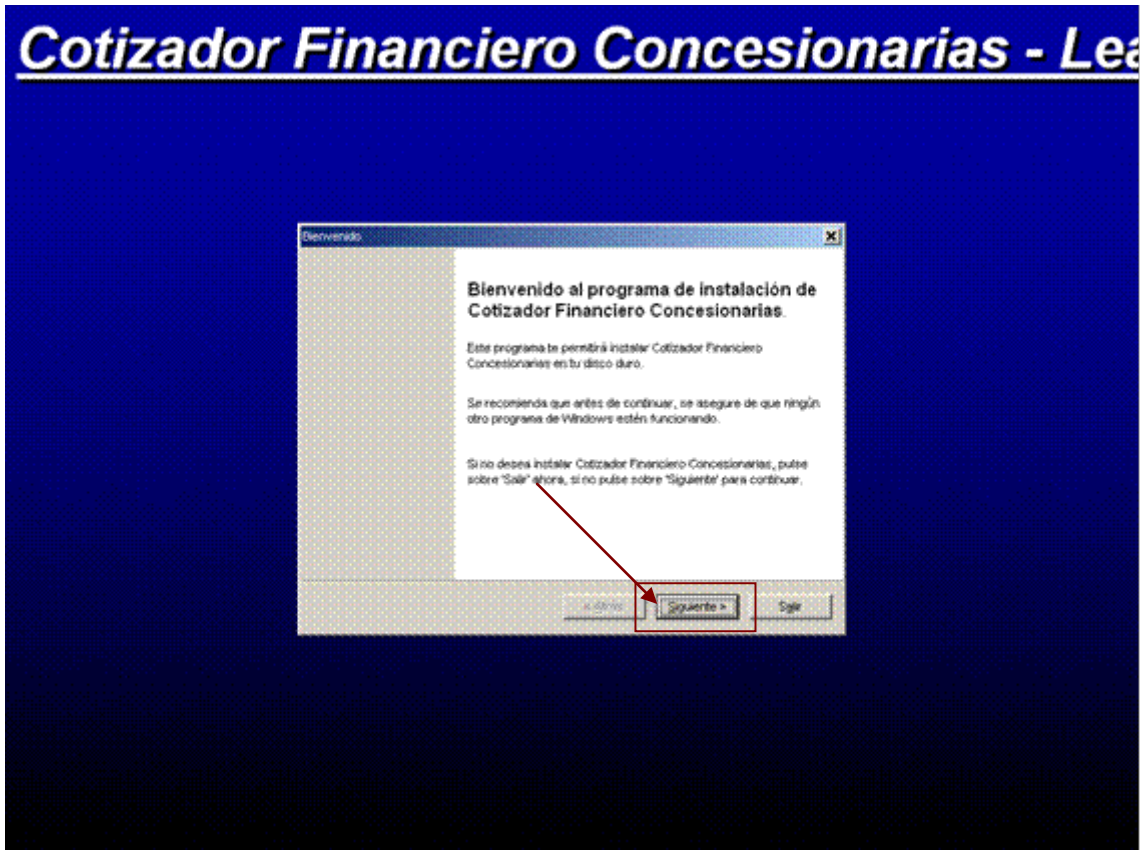 Cotizador Financiero Concesionarias - Lea
Bienvenido
Bienvenido al programa de instalación de
Cotizador Financiero Concesionarias.
Este programa te permitirá instalar Cotizador Financiero
Concesionarias en tu disco duro.
Se recomienda que antes de continuar, se asegure de que ningún
otro programa de Windows estén funcionando.
Si no desea instalar Cotizador Financiero Concesionarias, pulse
sobre 'Salir' ahora, si no pulse sobre 'Siguiente' para continuar.
< Atrás Siguiente > Salir